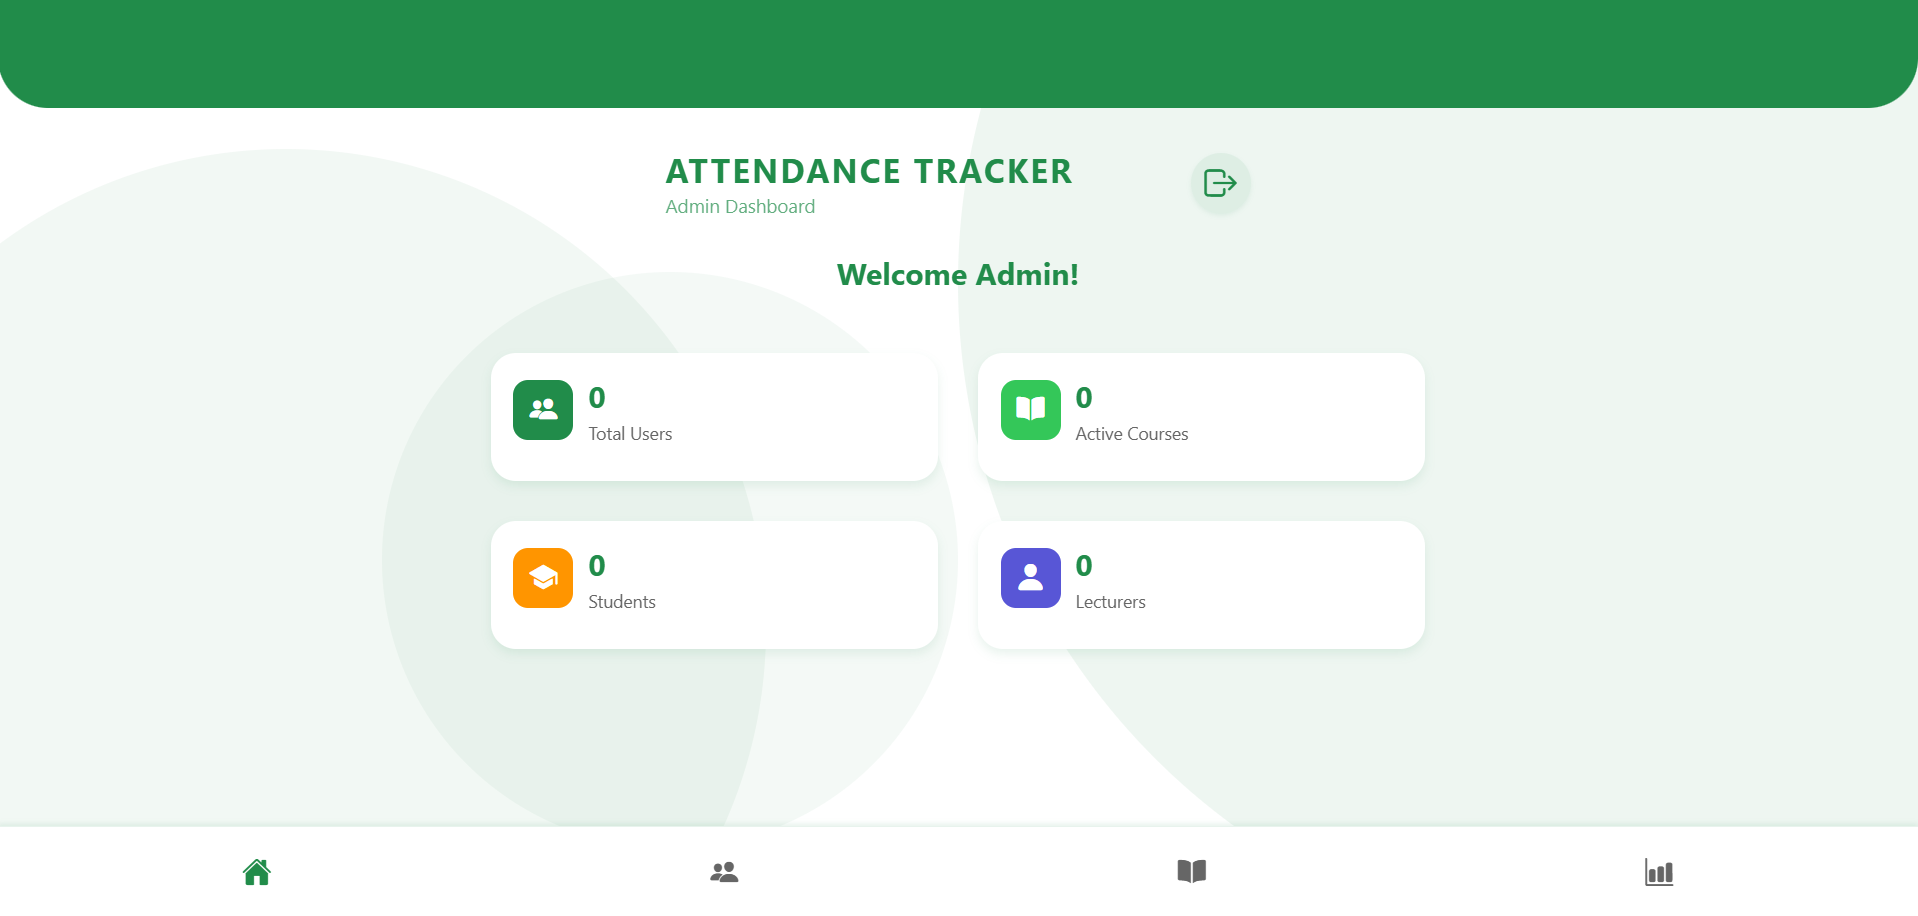 ATTENDANCE TRACKER
Admin Dashboard
Welcome Admin!
0
Total Users
0
Active Courses
0
Students
0
Lecturers